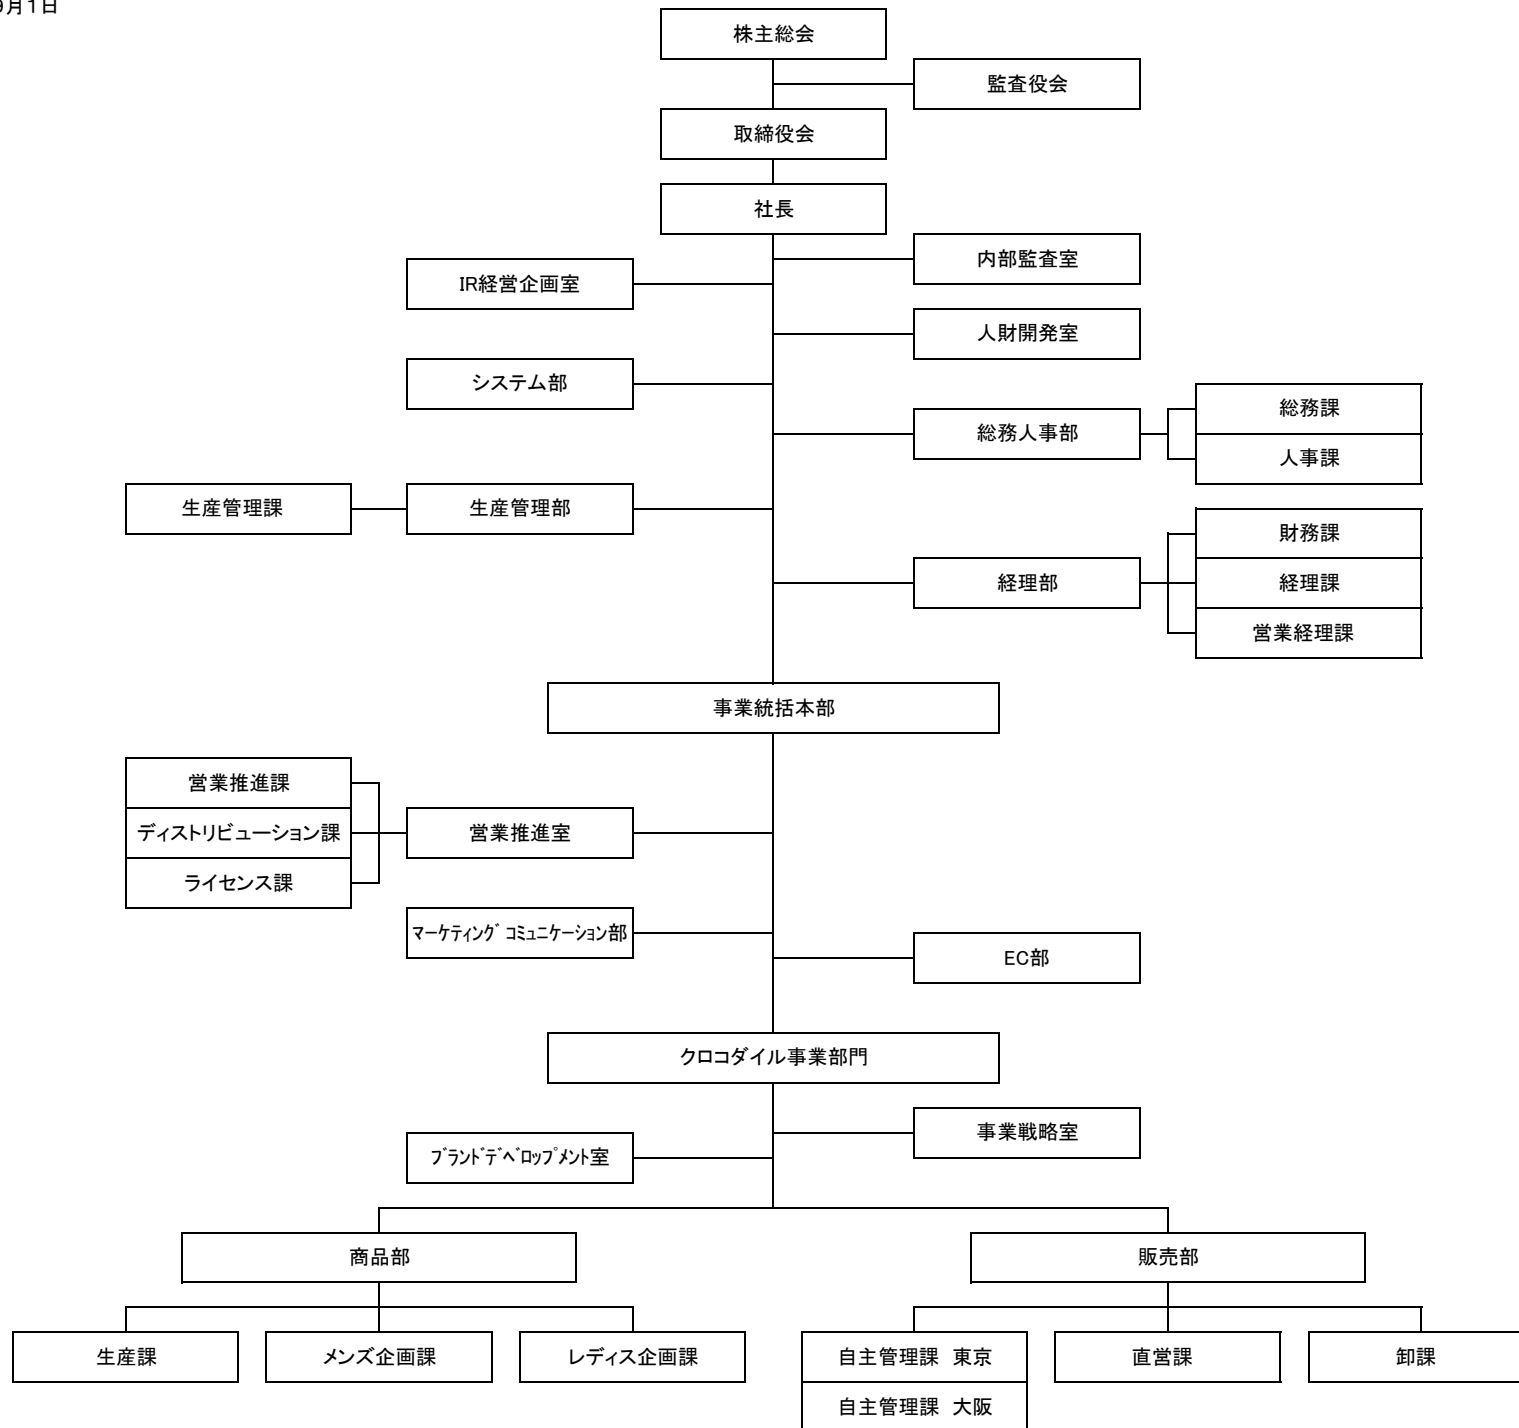 9月1日
株主総会
監査役会
取締役会
社長
内部監査室
IR経営企画室
人財開発室
システム部
総務課
総務人事部
人事課
生産管理課
生産管理部
財務課
経理部
経理課
営業経理課
事業統括本部
営業推進課
ディストリビューション課
営業推進室
ライセンス課
ﾏｰｹﾃｨﾝｸﾞｺﾐｭﾆｹｰｼｮﾝ部
EC部
クロコダイル事業部門
事業戦略室
ﾌﾞﾗﾝﾄﾞﾃﾞﾍﾞﾛｯﾌﾟﾒﾝﾄ室
商品部
販売部
生産課
メンズ企画課
レディス企画課
自主管理課 東京
直営課
卸課
自主管理課 大阪